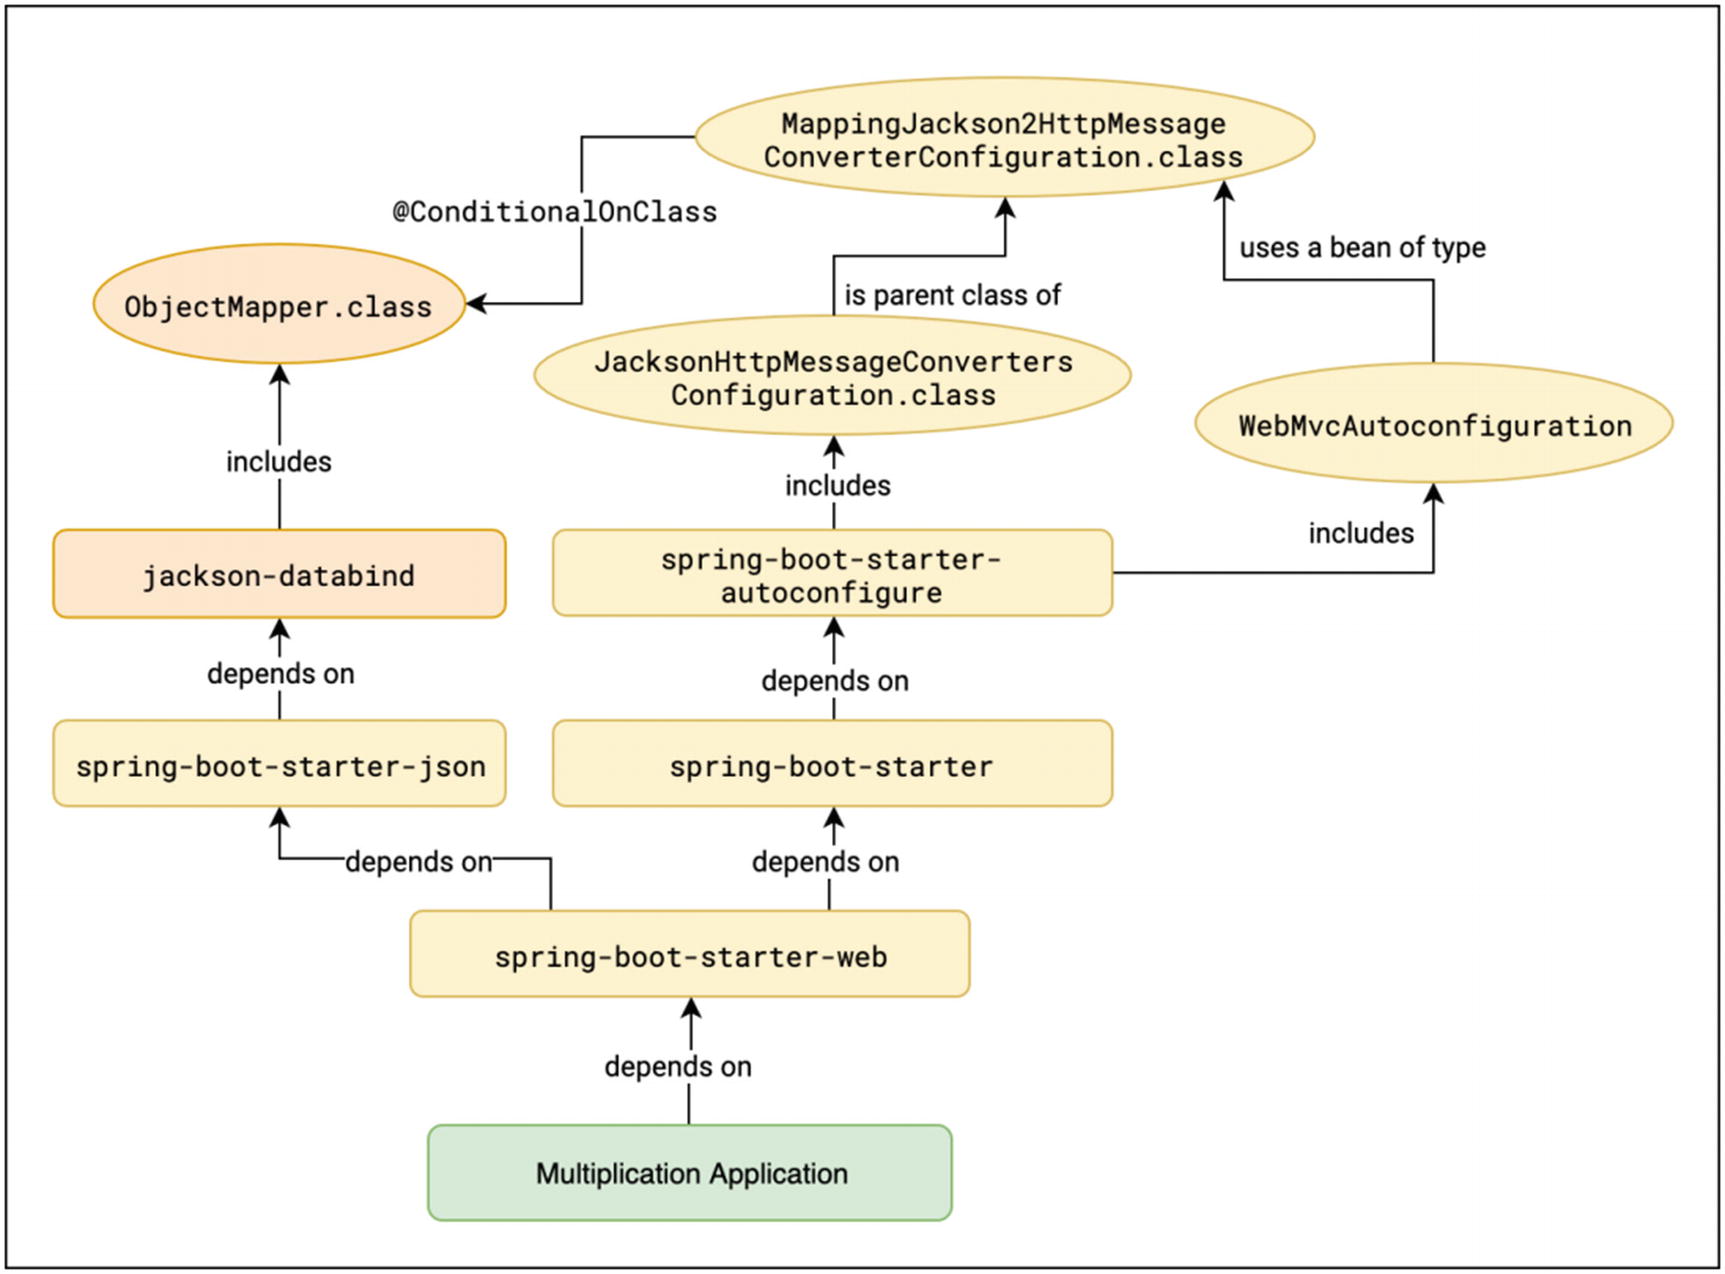 MappingJackson2HttpMessage
ConverterConfiguration.class
@ConditionalOnClass
uses a bean of type
ObjectMapper.class
is parent class of
JacksonHttpMessageConverters
Configuration.class
WebMvcAutoconfiguration
includes
includes
includes
jackson-databind
spring-boot-starter-
autoconfigure
depends on
depends on
spring-boot-starter-json
spring-boot-starter
depends on
depends on
spring-boot-starter-web
depends on
Multiplication Application